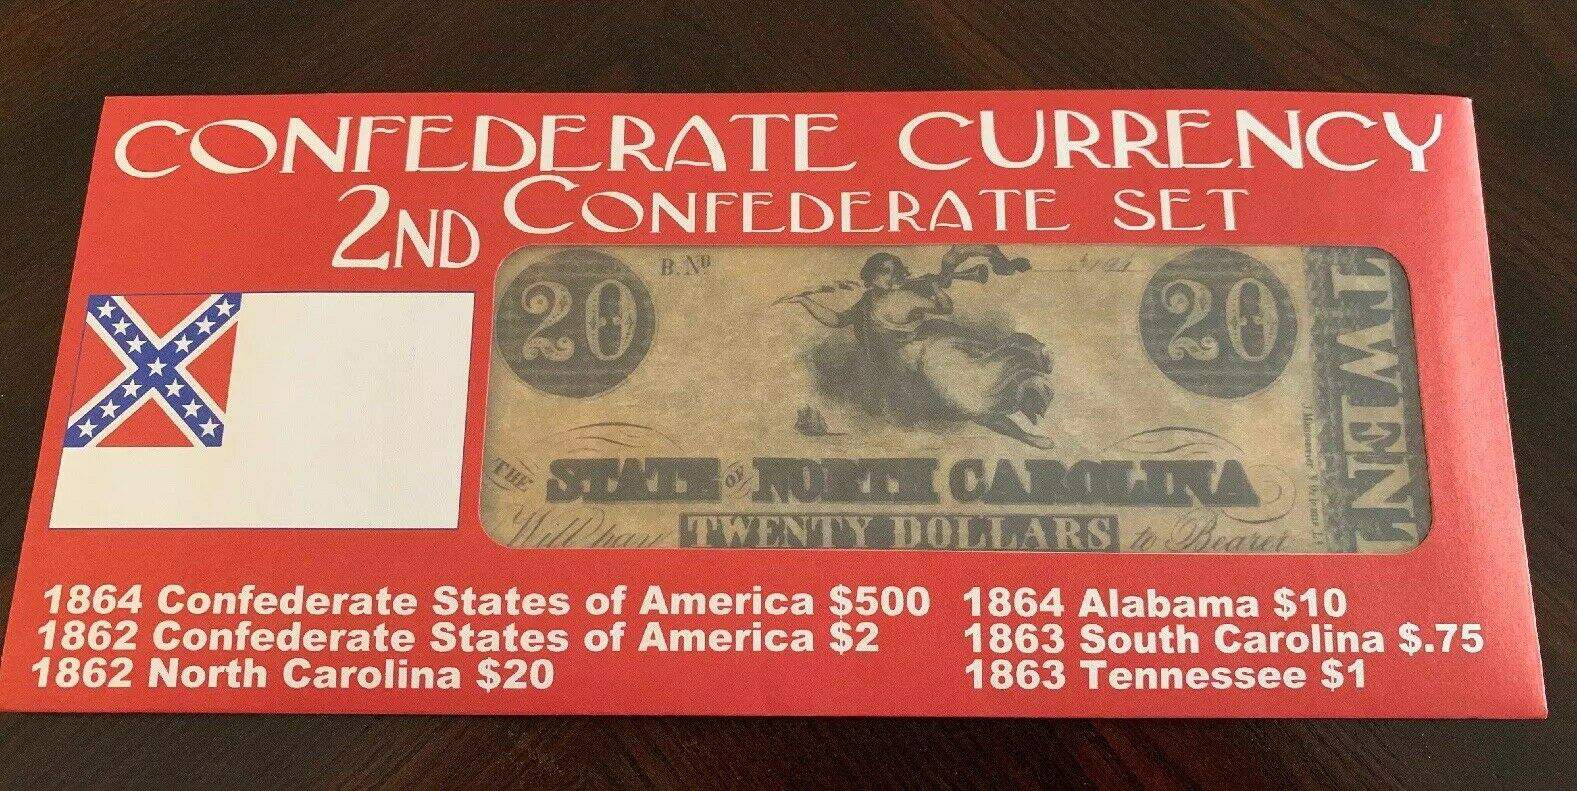 CONFEDERATE CURRENCY
2ND CONFEDERATE SET
20 B. No 3191 20
TWENT
THE STATE OF NORTH CAROLINA
Will pay TWENTY DOLLARS to Bearer
1864 Confederate States of America $500
1862 Confederate States of America $2
1862 North Carolina $20
1864 Alabama $10
1863 South Carolina $.75
1863 Tennessee $1